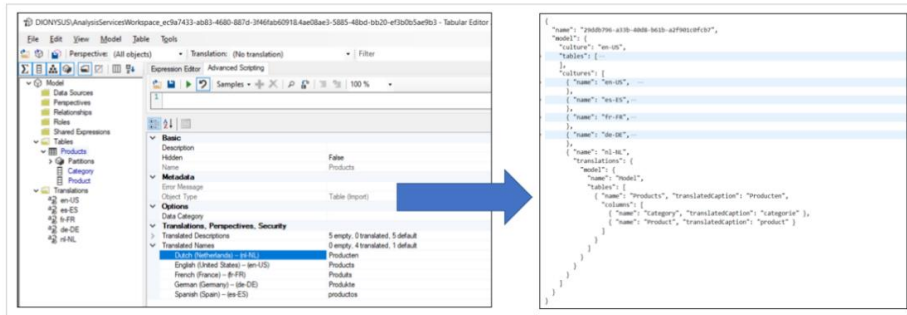 DIONYSUS\AnalysisServicesWorkspace_ec9a7433-ab83-4680-887d-3f46fab60918.4ae08ae3-5885-48bd-bb20-ef3b0b5ae9b3 - Tabular Editor
File Edit View Model Table Tools
Perspective: (All objects) Translation: (No translation) Filter
Expression Editor Advanced Scripting
Samples 100 %
1
Model
Data Sources
Perspectives
Relationships
Roles
Shared Expressions
Tables
Products
Partitions
Category
Product
Translations
en-US
es-ES
fr-FR
de-DE
nl-NL
Basic
Description
Hidden False
Name Products
Metadata
Error Message
Object Type Table (Import)
Options
Data Category
Translations, Perspectives, Security
Translated Descriptions 5 empty, 0 translated, 5 default
Translated Names 0 empty, 4 translated, 1 default
Dutch (Netherlands) – (nl-NL) Producten
English (United States) – (en-US) Products
French (France) – (fr-FR) Produits
German (Germany) – (de-DE) Produkte
Spanish (Spain) – (es-ES) productos
{
"name": "29ddb796-a33b-40d8-b61b-a2f901c0fcb7",
"model": {
"culture": "en-US",
"tables": [ ...
],
"cultures": [
{ "name": "en-US", ...
},
{ "name": "es-ES", ...
},
{ "name": "fr-FR", ...
},
{ "name": "de-DE", ...
},
{ "name": "nl-NL",
"translations": {
"model": {
"name": "Model",
"tables": [
{ "name": "Products", "translatedCaption": "Producten",
"columns": [
{ "name": "Category", "translatedCaption": "categorie" },
{ "name": "Product", "translatedCaption": "product" }
]
}
]
}
}
}
]
}
}